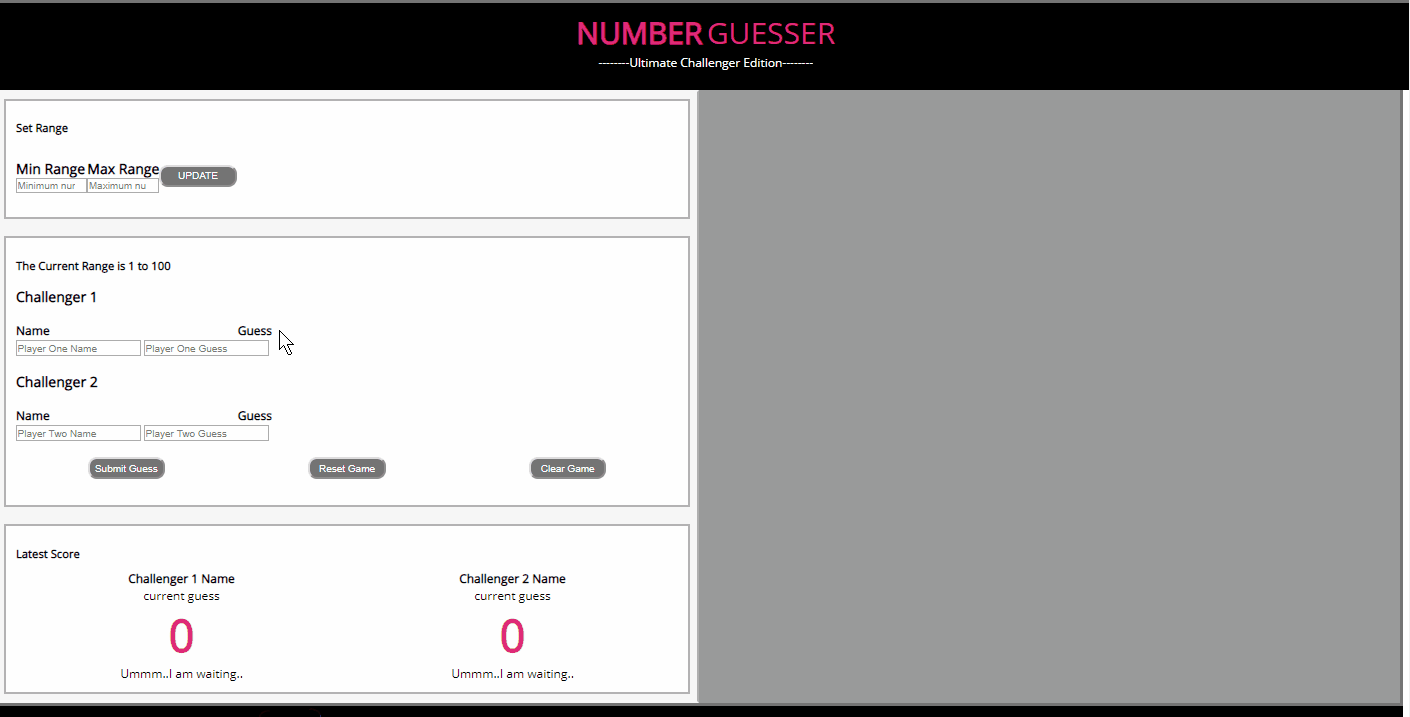 NUMBER GUESSER
--------Ultimate Challenger Edition--------
Set Range
Min Range Max Range
Minimum nur Maximum nu UPDATE
The Current Range is 1 to 100
Challenger 1
Name Guess
Player One Name Player One Guess
Challenger 2
Name Guess
Player Two Name Player Two Guess
Submit Guess Reset Game Clear Game
Latest Score
Challenger 1 Name Challenger 2 Name
current guess current guess
0 0
Ummm..I am waiting.. Ummm..I am waiting..